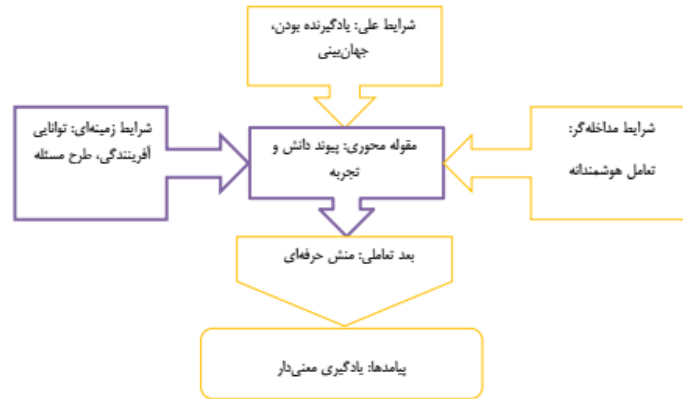 شرایط علی: یادگیرنده بودن،
جهان‌بینی
شرایط زمینه‌ای: توانایی
آفرینندگی، طرح مسئله
مقوله محوری: پیوند دانش و
تجربه
شرایط مداخله‌گر:
تعامل هوشمندانه
بعد تعاملی: منش حرفه‌ای
پیامدها: یادگیری معنی‌دار